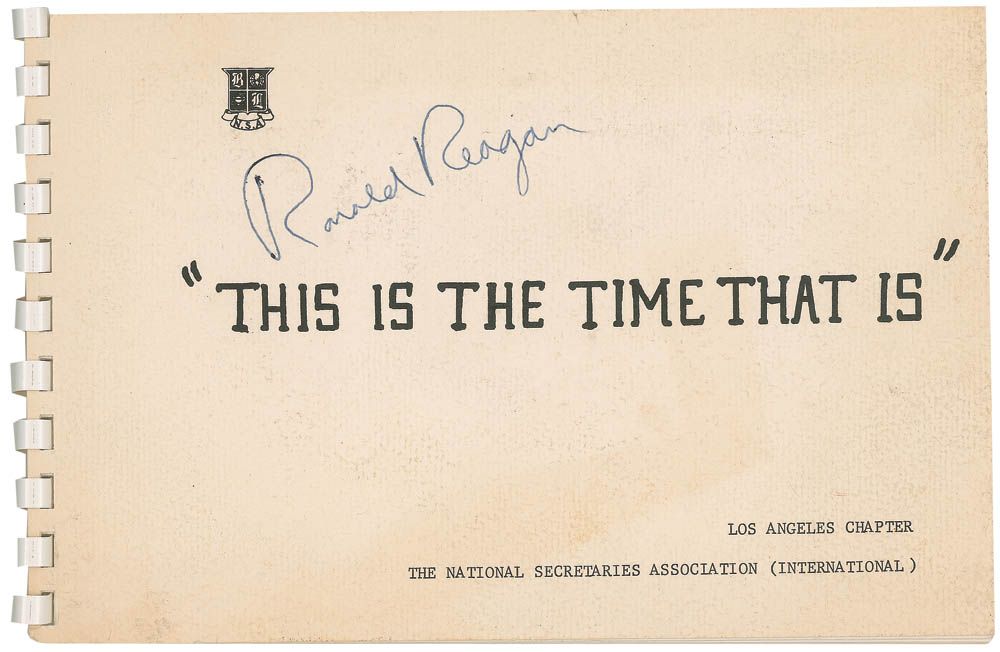 B L
N.S.A
Ronald Reagan
"THIS IS THE TIME THAT IS"
LOS ANGELES CHAPTER
THE NATIONAL SECRETARIES ASSOCIATION (INTERNATIONAL)